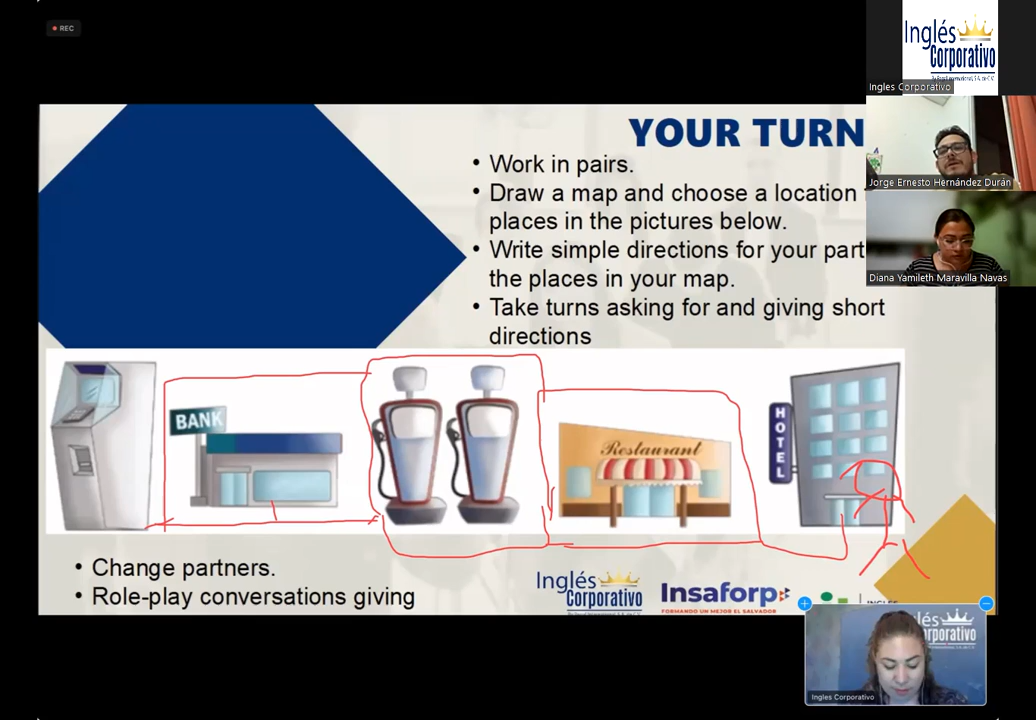 REC
Inglés
Corporativo
Ingles Corporativo
YOUR TURN
Jorge Ernesto Hernández Durán
• Work in pairs.
• Draw a map and choose a location
places in the pictures below.
• Write simple directions for your part
the places in your map.
Diana Yamileth Maravilla Navas
• Take turns asking for and giving short
directions
BANK
Restaurant
HOTEL
• Change partners.
• Role-play conversations giving
Inglés
Corporativo
Insaforp
FORMANDO UN MEJOR EL SALVADOR
glés
orporativo
Ingles Corporativo